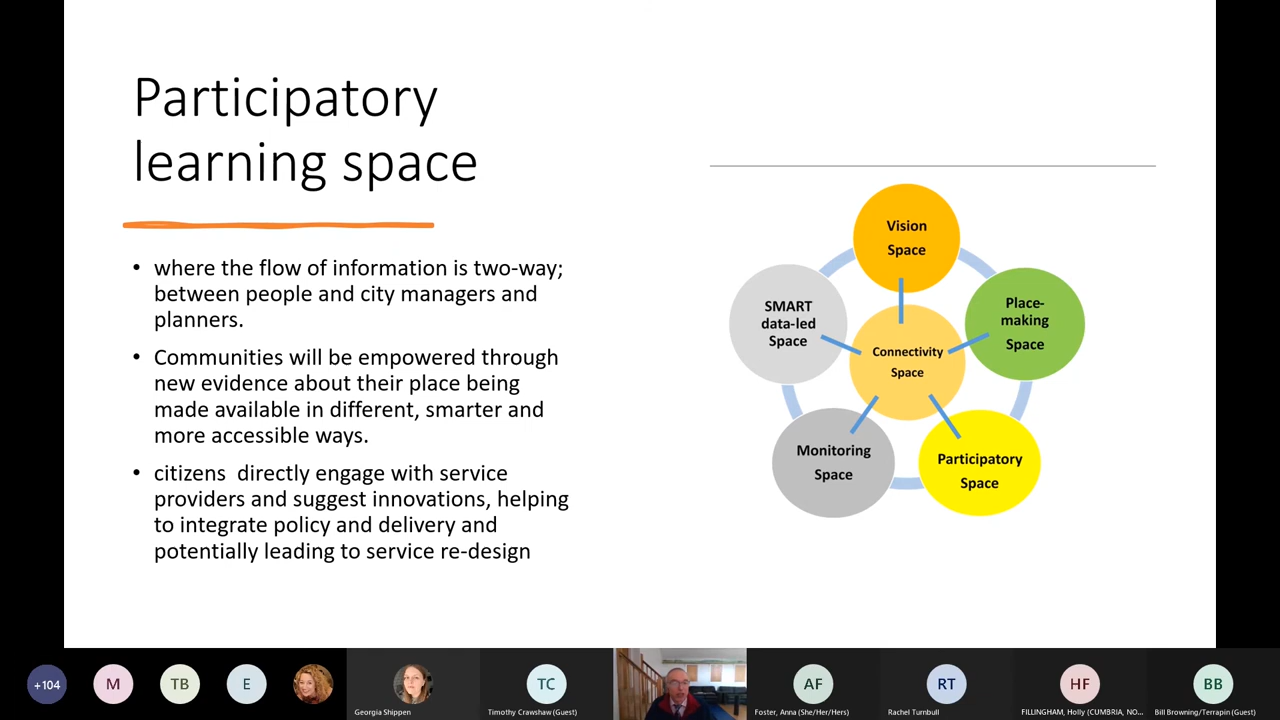 Participatory
learning space
• where the flow of information is two-way;
between people and city managers and
planners.
• Communities will be empowered through
new evidence about their place being
made available in different, smarter and
more accessible ways.
• citizens  directly engage with service
providers and suggest innovations, helping
to integrate policy and delivery and
potentially leading to service re-design
Vision
Space
SMART
data-led
Space
Place-
making
Space
Connectivity
Space
Monitoring
Space
Participatory
Space
+104
M
TB
E
Georgia Shippen
TC
Timothy Crawshaw (Guest)
AF
Foster, Anna (She/Her/Hers)
RT
Rachel Turnbull
HF
FILLINGHAM, Holly (CUMBRIA, NO...
BB
Bill Browning/Terrapin (Guest)